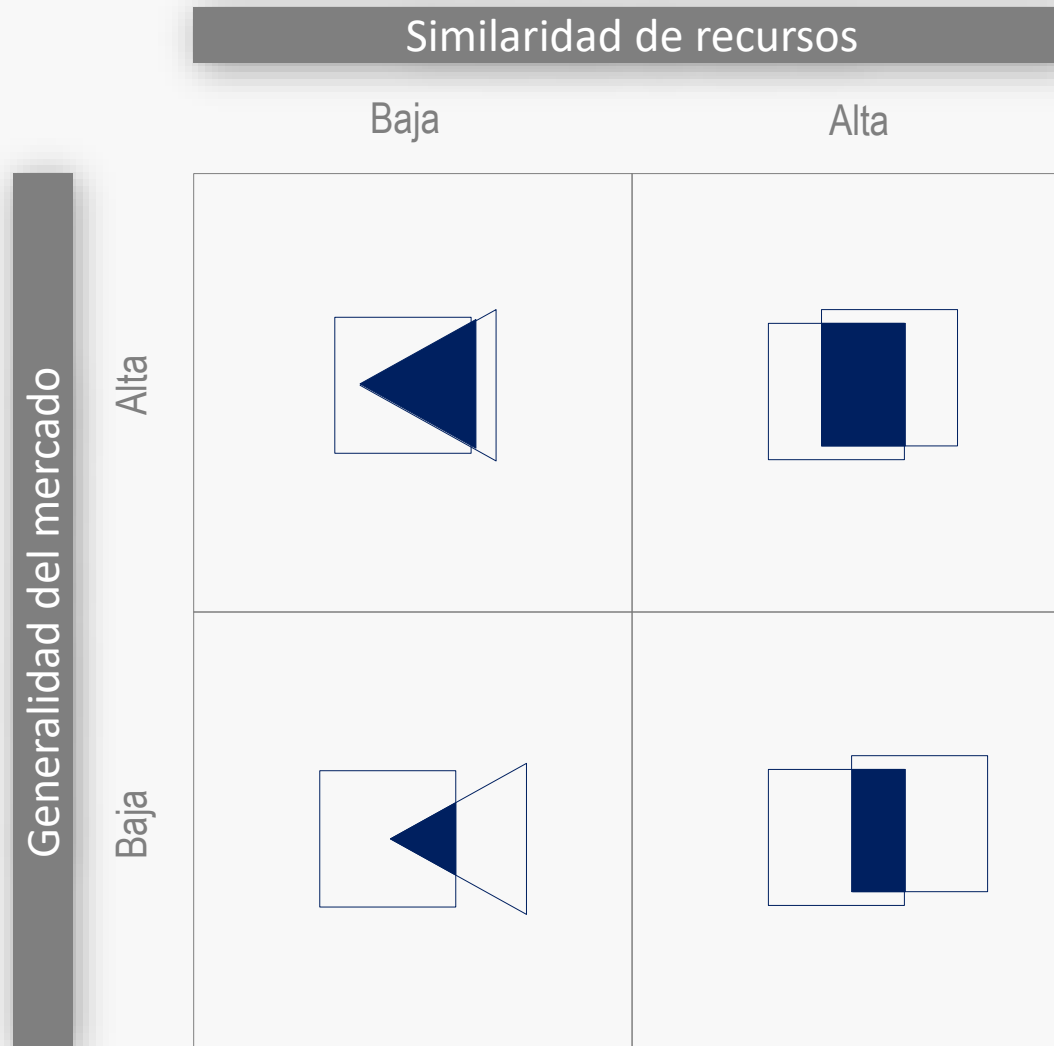 Similaridad de recursos
Baja
Alta
Generalidad del mercado
Alta
Baja